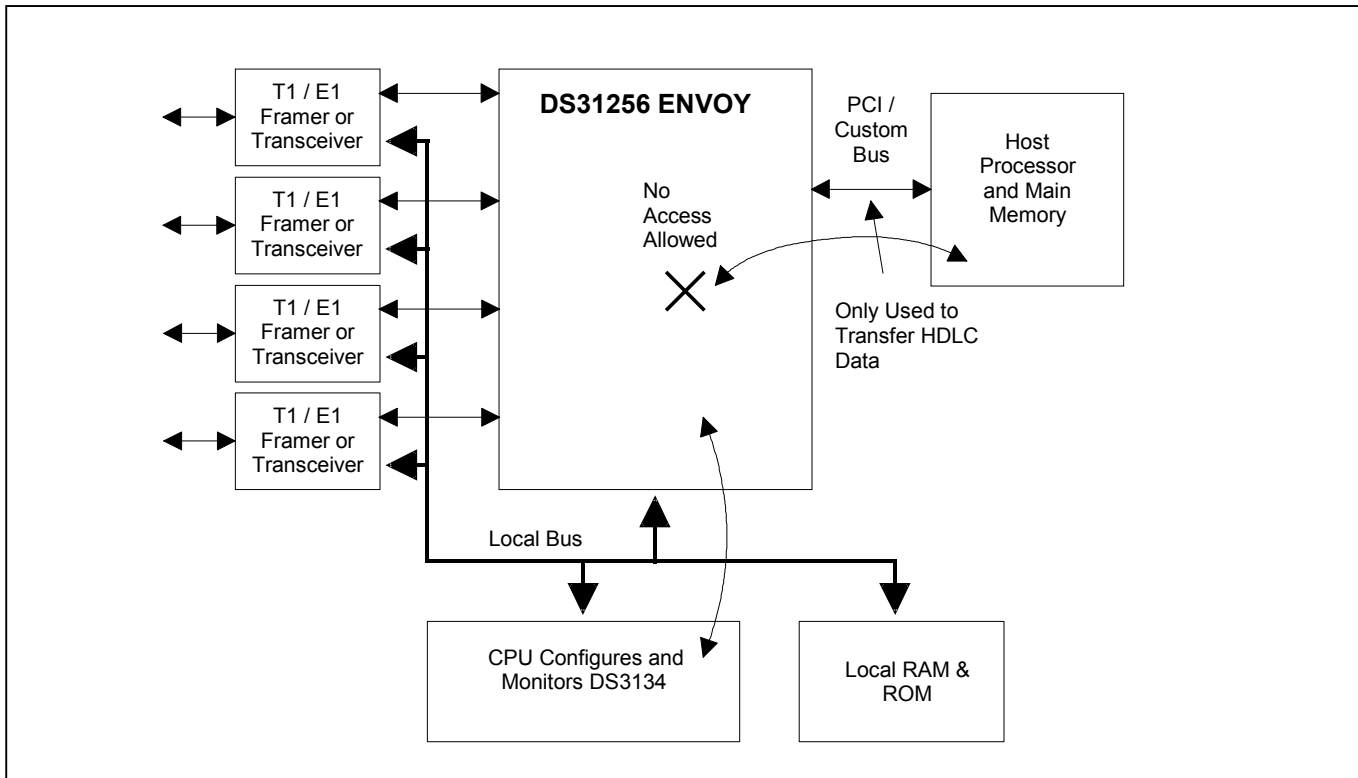 T1 / E1
Framer or
Transceiver
DS31256 ENVOY
PCI /
Custom
Bus
Host
Processor
and Main
Memory
T1 / E1
Framer or
Transceiver
No
Access
Allowed
T1 / E1
Framer or
Transceiver
Only Used to
Transfer HDLC
Data
T1 / E1
Framer or
Transceiver
Local Bus
CPU Configures and
Monitors DS3134
Local RAM &
ROM